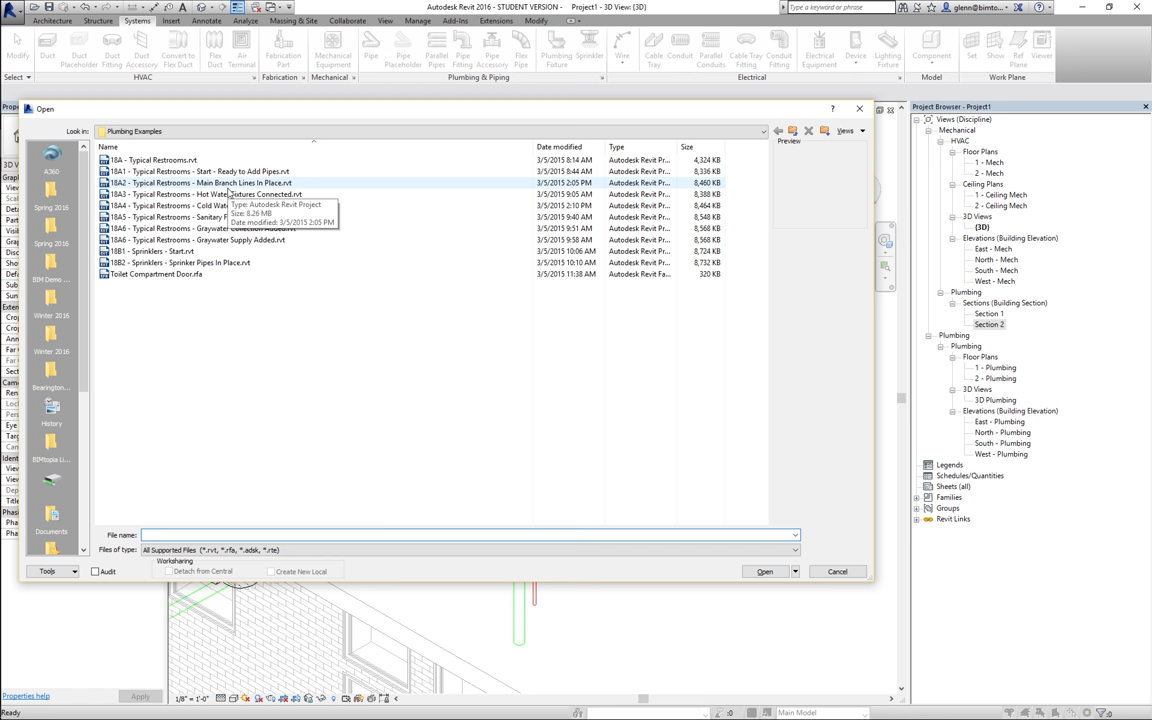 Autodesk Revit 2016 - STUDENT VERSION - Project1 - 3D View: {3D}
Type a keyword or phrase
glenn@bimto...
Architecture Structure Systems Insert Annotate Analyze Massing & Site Collaborate View Manage Add-Ins Extensions Modify
Modify Duct Duct Placeholder Duct Fitting Duct Accessory Convert to Flex Duct Flex Duct Air Terminal Fabrication Part Mechanical Equipment Pipe Pipe Placeholder Parallel Pipes Pipe Fitting Pipe Accessory Flex Pipe Plumbing Fixture Sprinkler Wire Cable Tray Conduit Parallel Conduits Cable Tray Fitting Conduit Fitting Electrical Equipment Device Lighting Fixture Component Set Show Ref Plane Viewer
Select HVAC Fabrication Mechanical Plumbing & Piping Electrical Model Work Plane
Open
Look in: Plumbing Examples
Views
Name Date modified Type Size
Preview
18A - Typical Restrooms.rvt 3/5/2015 8:14 AM Autodesk Revit Pr... 4,324 KB
18A1 - Typical Restrooms - Start - Ready to Add Pipes.rvt 3/5/2015 8:44 AM Autodesk Revit Pr... 8,336 KB
18A2 - Typical Restrooms - Main Branch Lines In Place.rvt 3/5/2015 2:05 PM Autodesk Revit Pr... 8,460 KB
18A3 - Typical Restrooms - Hot Water Fixtures Connected.rvt 3/5/2015 9:05 AM Autodesk Revit Pr... 8,388 KB
18A4 - Typical Restrooms - Cold Wat 3/5/2015 2:10 PM Autodesk Revit Pr... 8,464 KB
18A5 - Typical Restrooms - Sanitary F 3/5/2015 9:40 AM Autodesk Revit Pr... 8,548 KB
18A6 - Typical Restrooms - Graywater Collection Added.rvt 3/5/2015 9:51 AM Autodesk Revit Pr... 8,568 KB
18A6 - Typical Restrooms - Graywater Supply Added.rvt 3/5/2015 9:58 AM Autodesk Revit Pr... 8,568 KB
18B1 - Sprinklers - Start.rvt 3/5/2015 10:06 AM Autodesk Revit Pr... 8,724 KB
18B2 - Sprinklers - Sprinker Pipes In Place.rvt 3/5/2015 10:10 AM Autodesk Revit Pr... 8,732 KB
Toilet Compartment Door.rfa 3/5/2015 11:38 AM Autodesk Revit Fa... 320 KB
Type: Autodesk Revit Project
Size: 8.26 MB
Date modified: 3/5/2015 2:05 PM
A360
Spring 2016
Spring 2016
BIM Demo ...
Winter 2016
Winter 2016
Bearington...
History
BIMtopia Li...
Documents
File name:
Files of type: All Supported Files (*.rvt, *.rfa, *.adsk, *.rte)
Worksharing
Tools Audit Detach from Central Create New Local Open Cancel
Project Browser - Project1
Views (Discipline)
Mechanical
HVAC
Floor Plans
1 - Mech
2 - Mech
Ceiling Plans
1 - Ceiling Mech
2 - Ceiling Mech
3D Views
{3D}
Elevations (Building Elevation)
East - Mech
North - Mech
South - Mech
West - Mech
Plumbing
Sections (Building Section)
Section 1
Section 2
Plumbing
Plumbing
Floor Plans
1 - Plumbing
2 - Plumbing
3D Views
3D Plumbing
Elevations (Building Elevation)
East - Plumbing
North - Plumbing
South - Plumbing
West - Plumbing
Legends
Schedules/Quantities
Sheets (all)
Families
Groups
Revit Links
Properties help Apply
1/8" = 1'-0"
Ready
:0
Main Model
:0